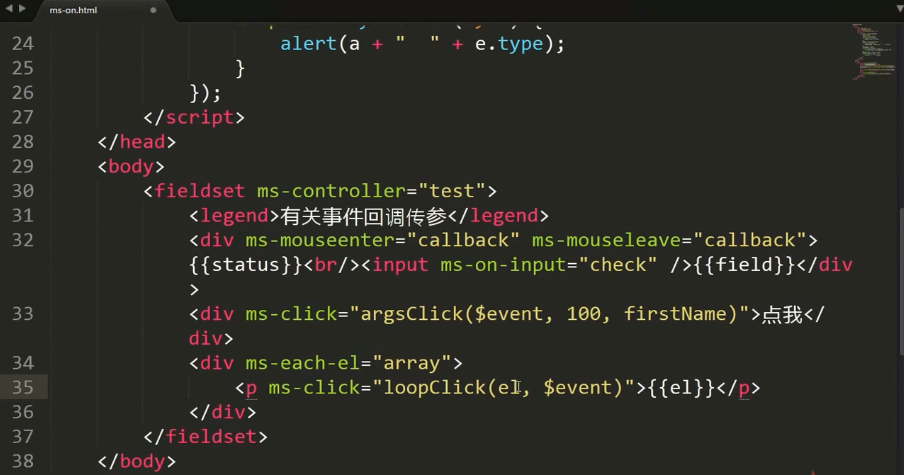 ms-on.html
24 alert(a + "  " + e.type);
25 }
26 });
27 </script>
28 </head>
29 <body>
30 <fieldset ms-controller="test">
31 <legend>有关事件回调传参</legend>
32 <div ms-mouseenter="callback" ms-mouseleave="callback">
{{status}}<br/><input ms-on-input="check" />{{field}}</div
>
33 <div ms-click="argsClick($event, 100, firstName)">点我</
div>
34 <div ms-each-el="array">
35 <p ms-click="loopClick(el, $event)">{{el}}</p>
36 </div>
37 </fieldset>
38 </body>